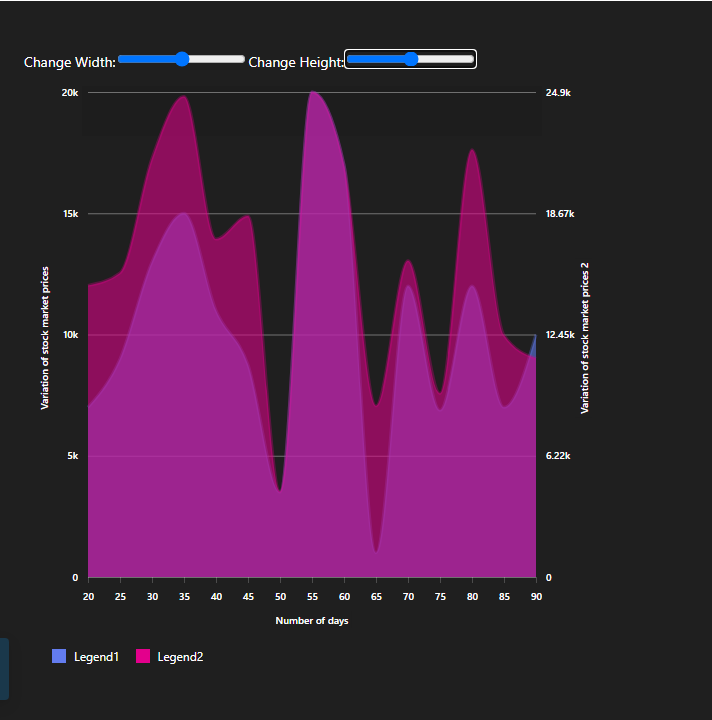 Change Width: Change Height:
20k 24.9k
15k 18.67k
Variation of stock market prices
Variation of stock market prices 2
10k 12.45k
5k 6.22k
0 0
20 25 30 35 40 45 50 55 60 65 70 75 80 85 90
Number of days
Legend1 Legend2